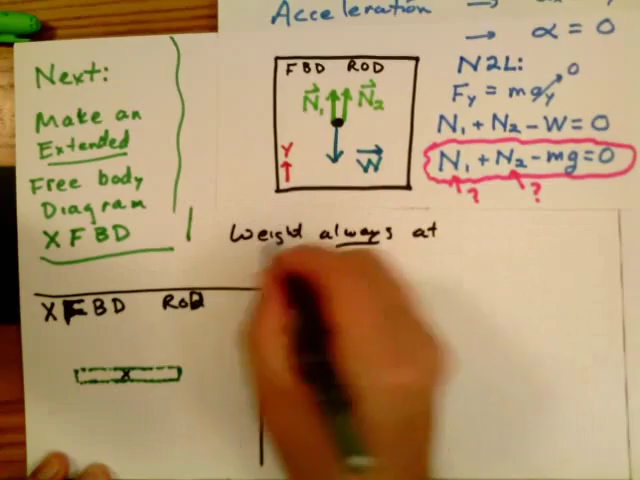 Acceleration →
→ α = 0
Next:
Make an
Extended
Free body
Diagram
XFBD
FBD ROD
N₁ N₂
Y
W
N2L:
Fy = may 0
N₁ + N₂ - W = 0
N₁ + N₂ - mg = 0
? ?
Weight always at
XFBD ROD
x